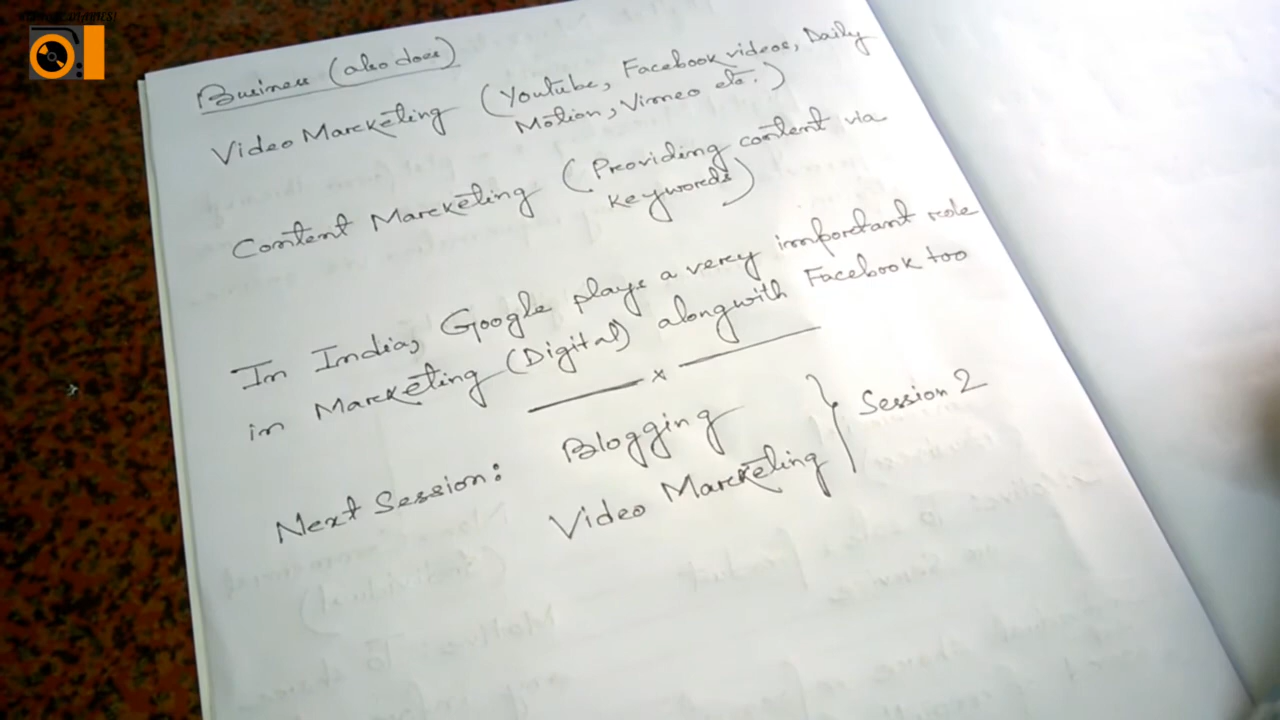 Business (also does)
Video Marketing (Youtube, Facebook videos, Daily
Motion, Vimeo etc.)
Content Marketing (Providing content via
keywords)
In India, Google plays a very important role
in Marketing (Digital) alongwith Facebook too
x
Next Session: Blogging
Video Marketing } Session 2